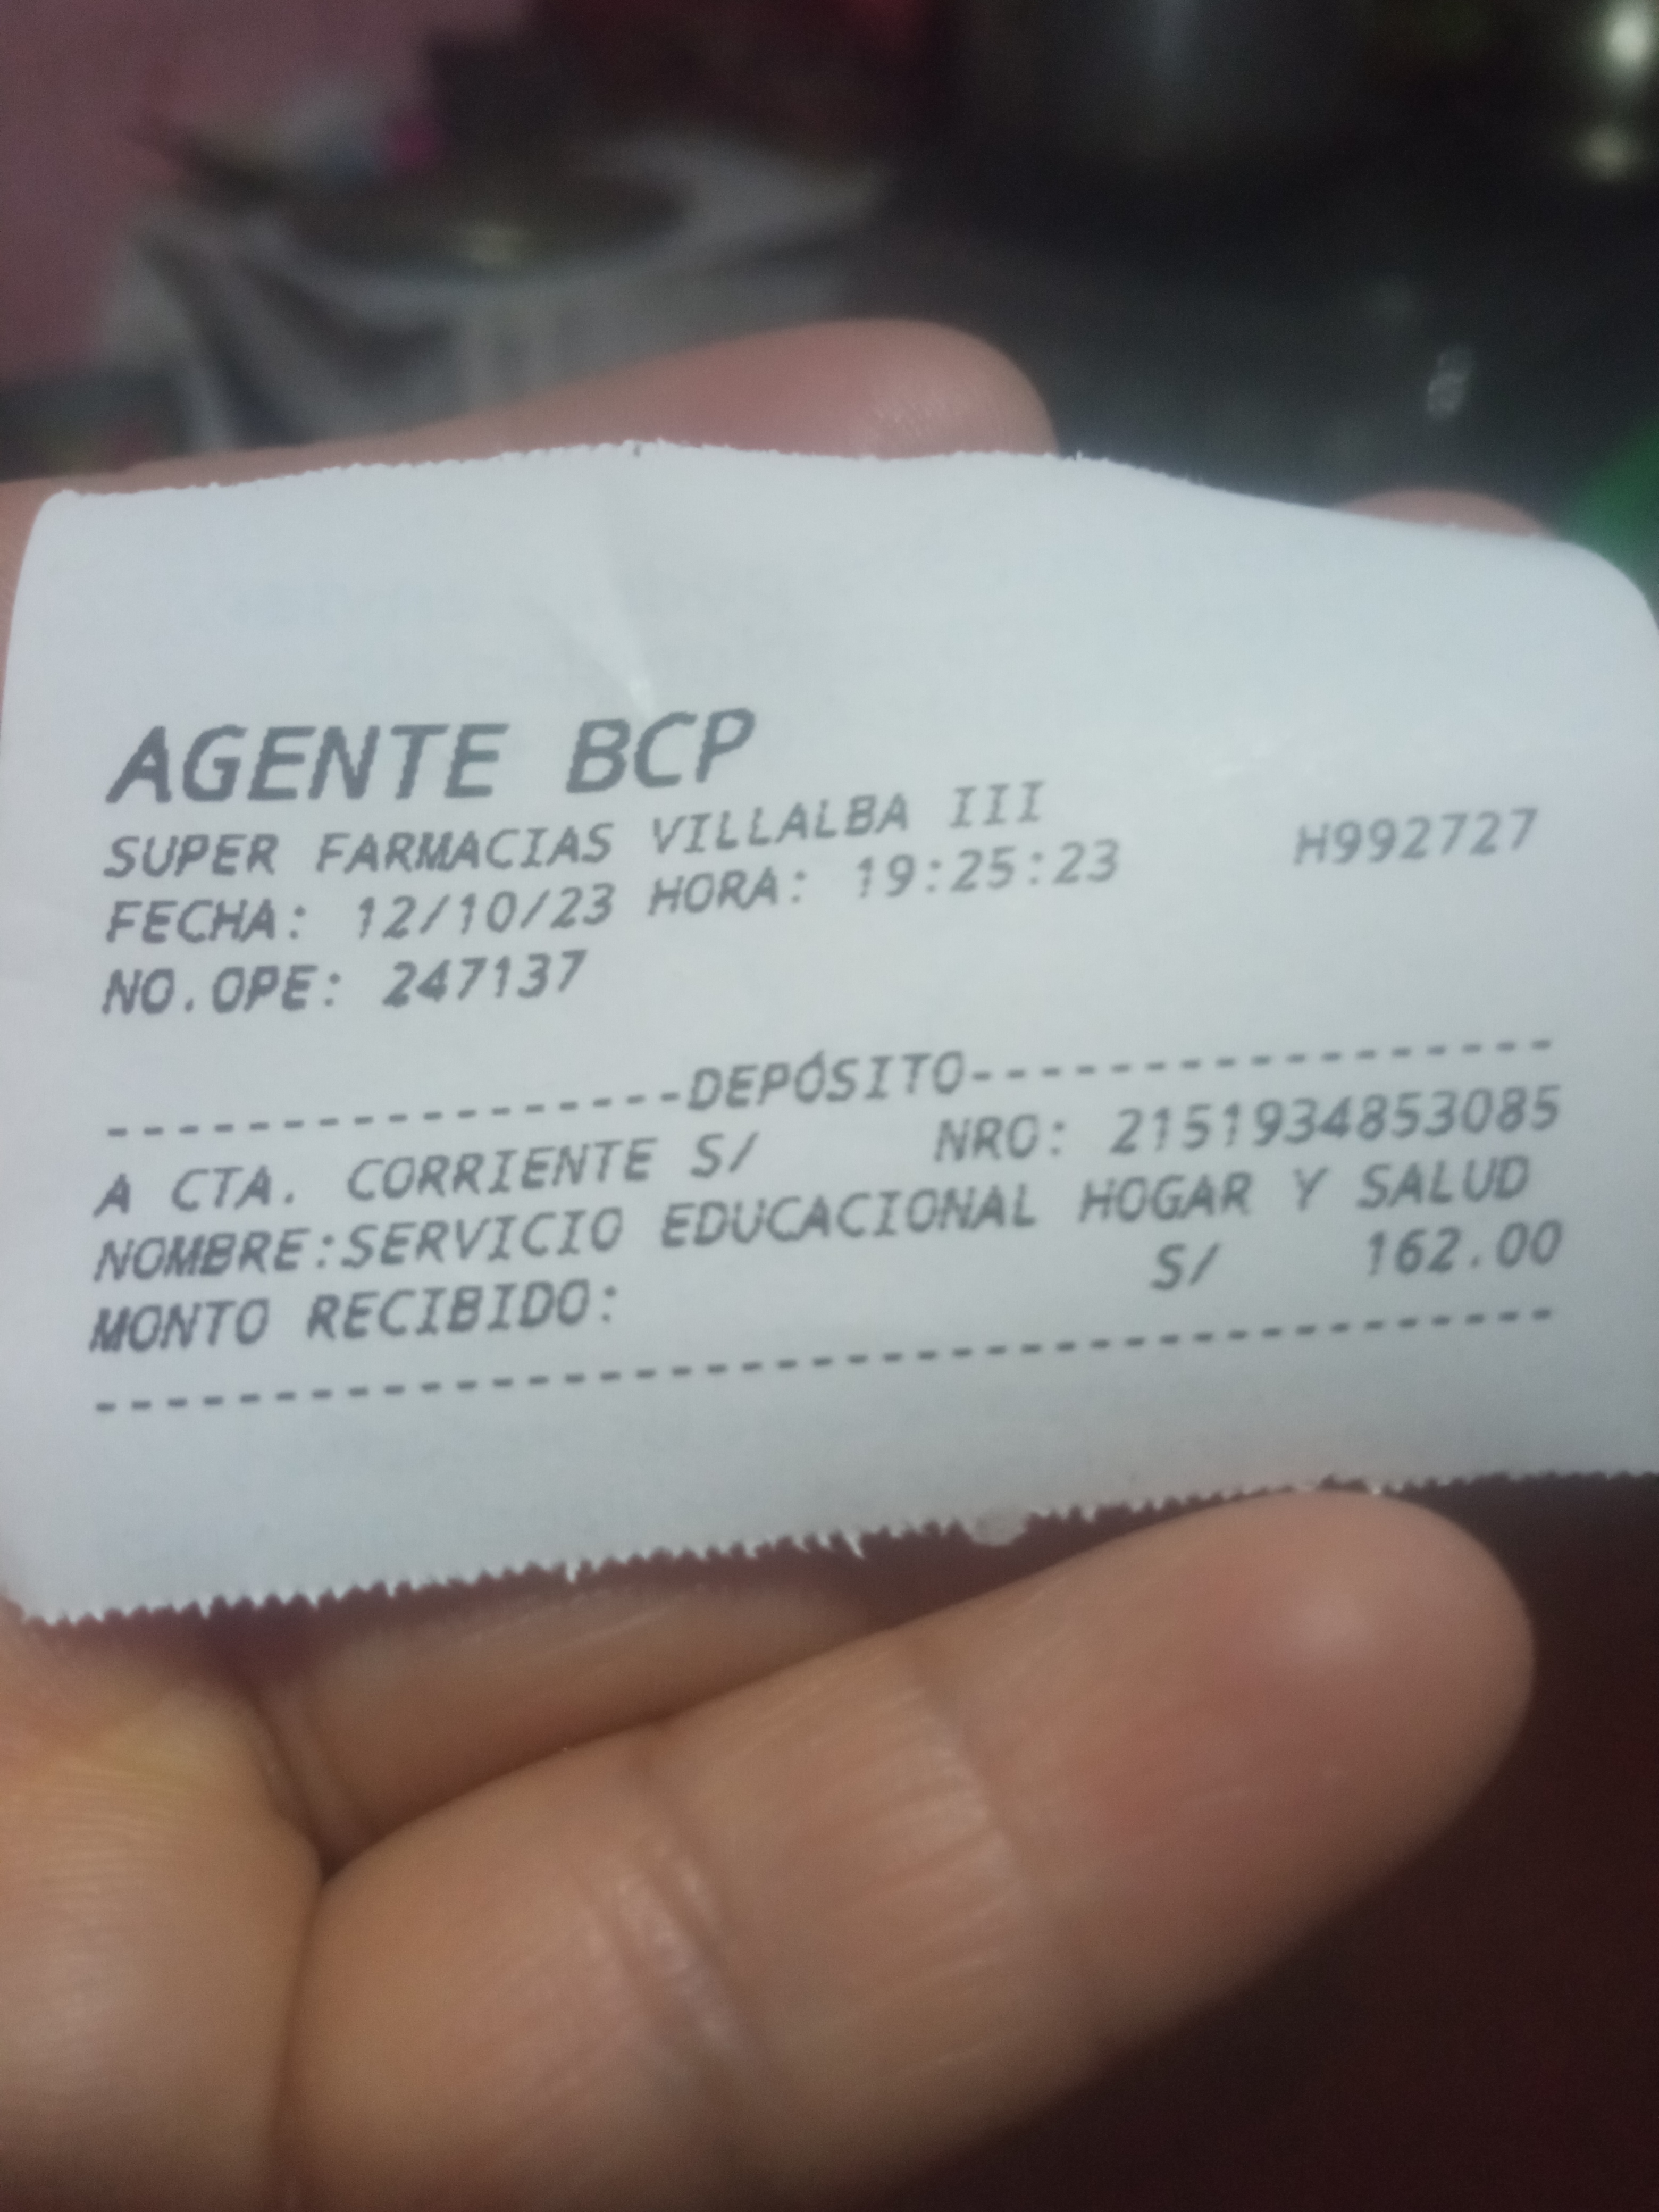 AGENTE BCP
SUPER FARMACIAS VILLALBA III
FECHA: 12/10/23 HORA: 19:25:23 H992727
NO.OPE: 247137
-----------------DEPÓSITO-----------------
A CTA. CORRIENTE S/ NRO: 2151934853085
NOMBRE:SERVICIO EDUCACIONAL HOGAR Y SALUD
MONTO RECIBIDO: S/ 162.00
-----------------------------------------